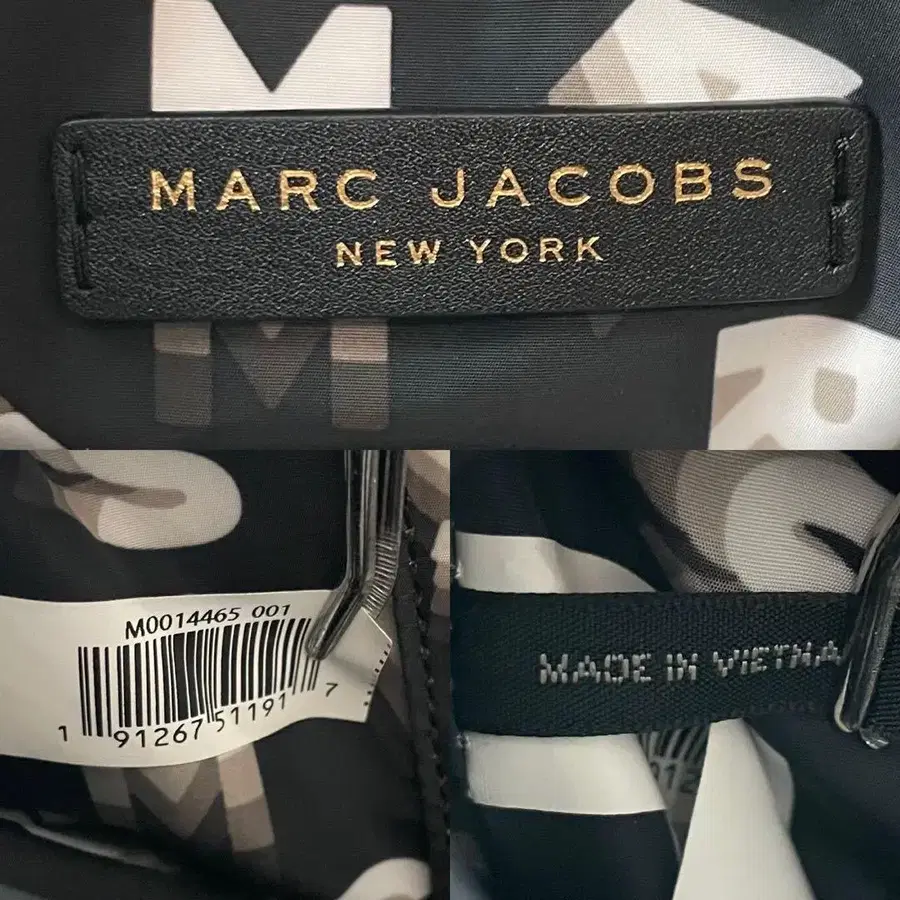 MARC JACOBS
NEW YORK
M0014465 001
1 91267 51191 7
MADE IN VIETNA